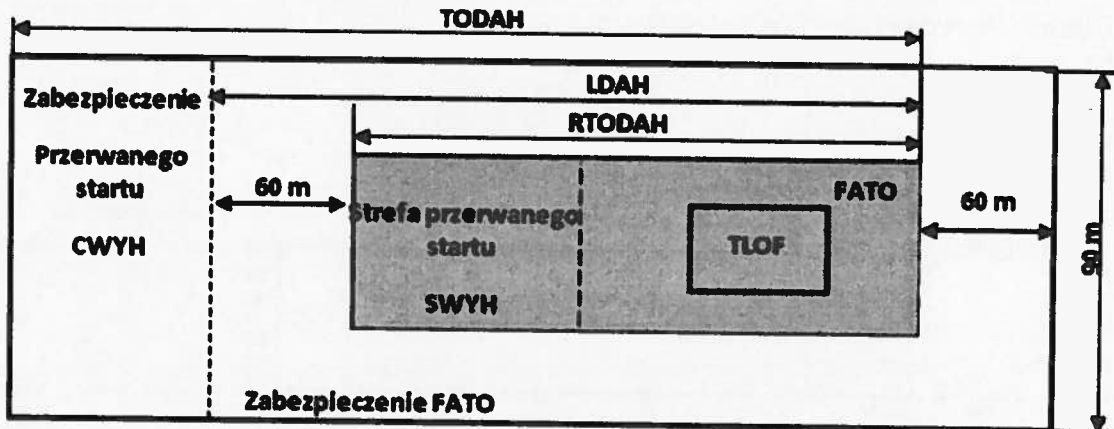 TODAH
LDAH
RTODAH
Zabezpieczenie
Przerwanego
startu
CWYH
60 m
Strefa przerwanego
startu
SWYH
FATO
TLOF
60 m
90 m
Zabezpieczenie FATO